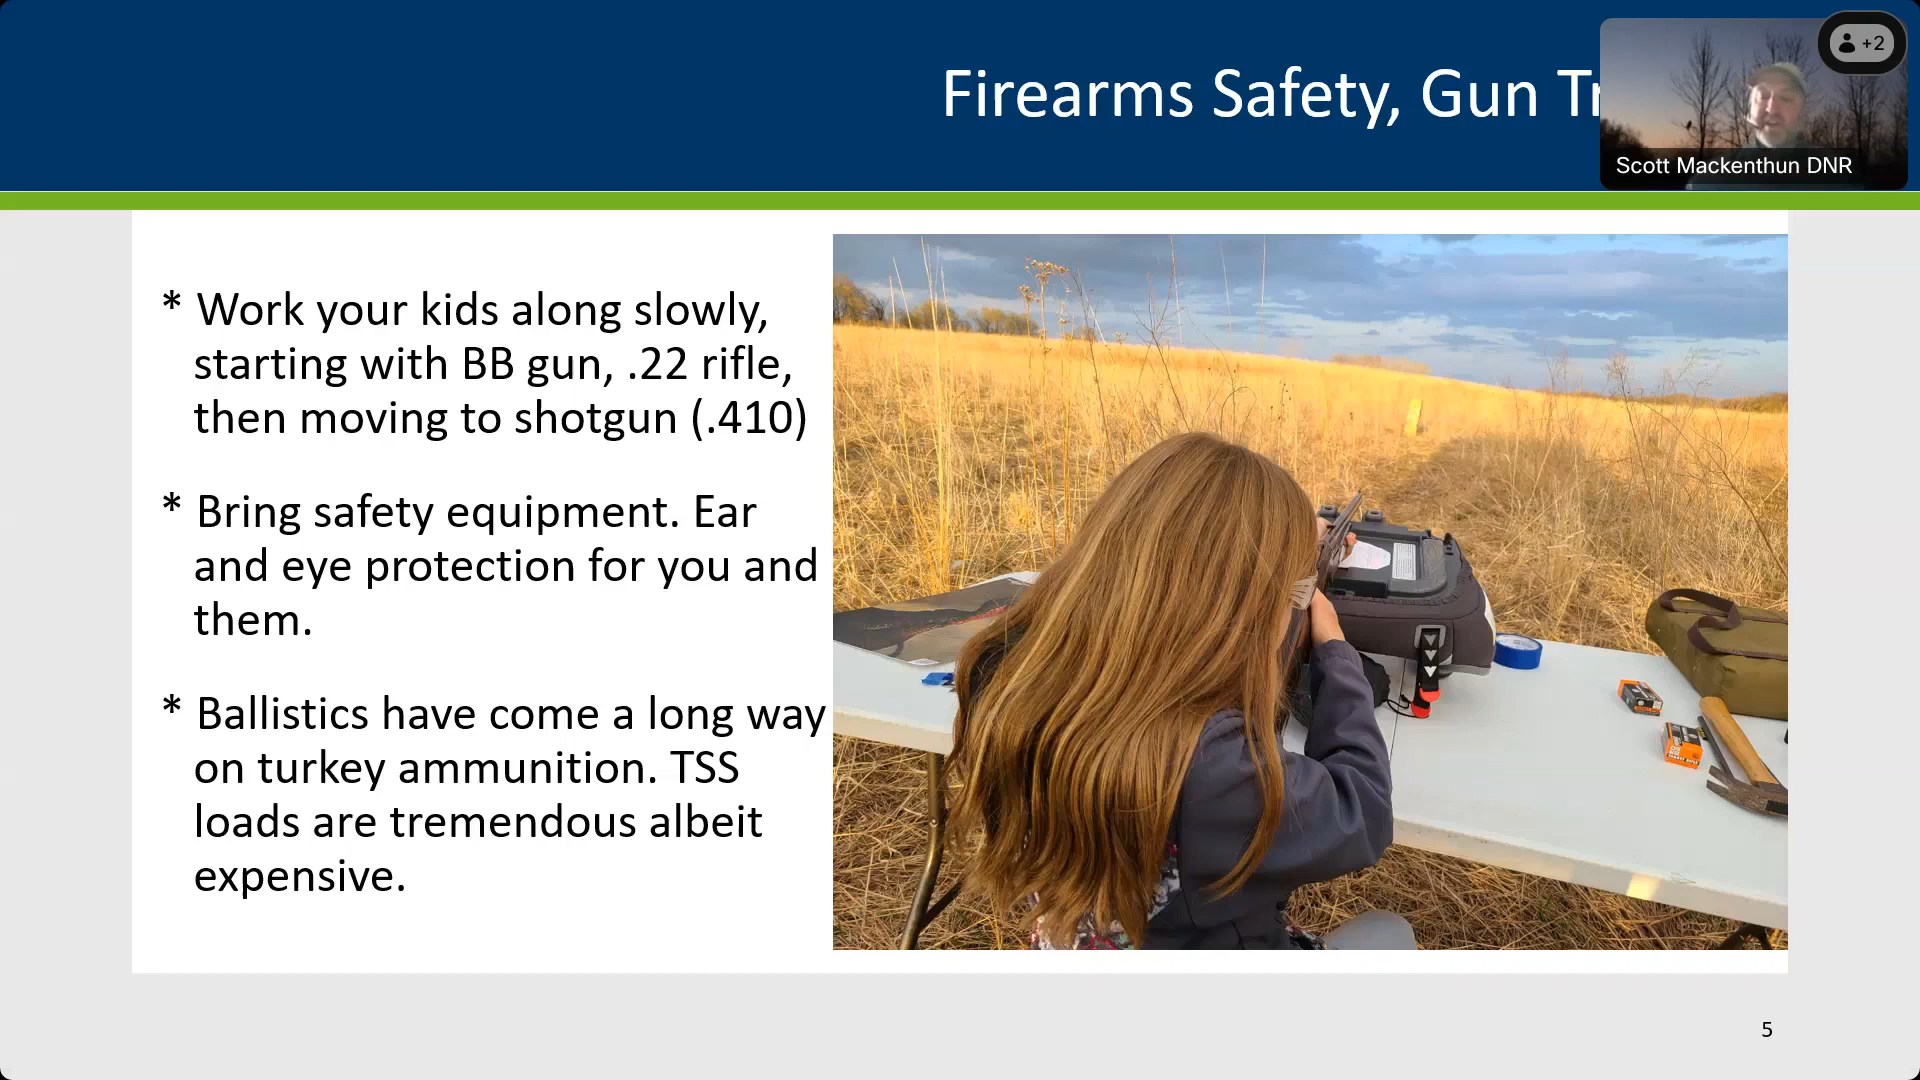 Firearms Safety, Gun
+2
Scott Mackenthun DNR
* Work your kids along slowly,
starting with BB gun, .22 rifle,
then moving to shotgun (.410)
* Bring safety equipment. Ear
and eye protection for you and
them.
* Ballistics have come a long way
on turkey ammunition. TSS
loads are tremendous albeit
expensive.
5